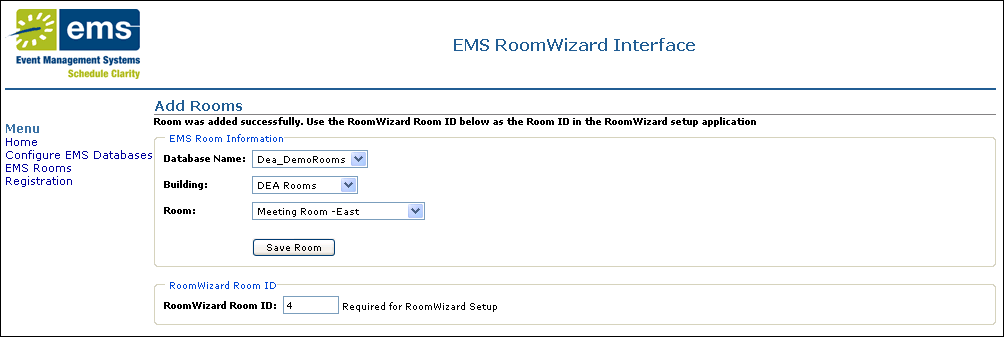 ems
Event Management Systems
Schedule Clarity
EMS RoomWizard Interface
Menu
Home
Configure EMS Databases
EMS Rooms
Registration
Add Rooms
Room was added successfully. Use the RoomWizard Room ID below as the Room ID in the RoomWizard setup application
EMS Room Information
Database Name: Dea_DemoRooms
Building: DEA Rooms
Room: Meeting Room -East
Save Room
RoomWizard Room ID
RoomWizard Room ID: 4 Required for RoomWizard Setup